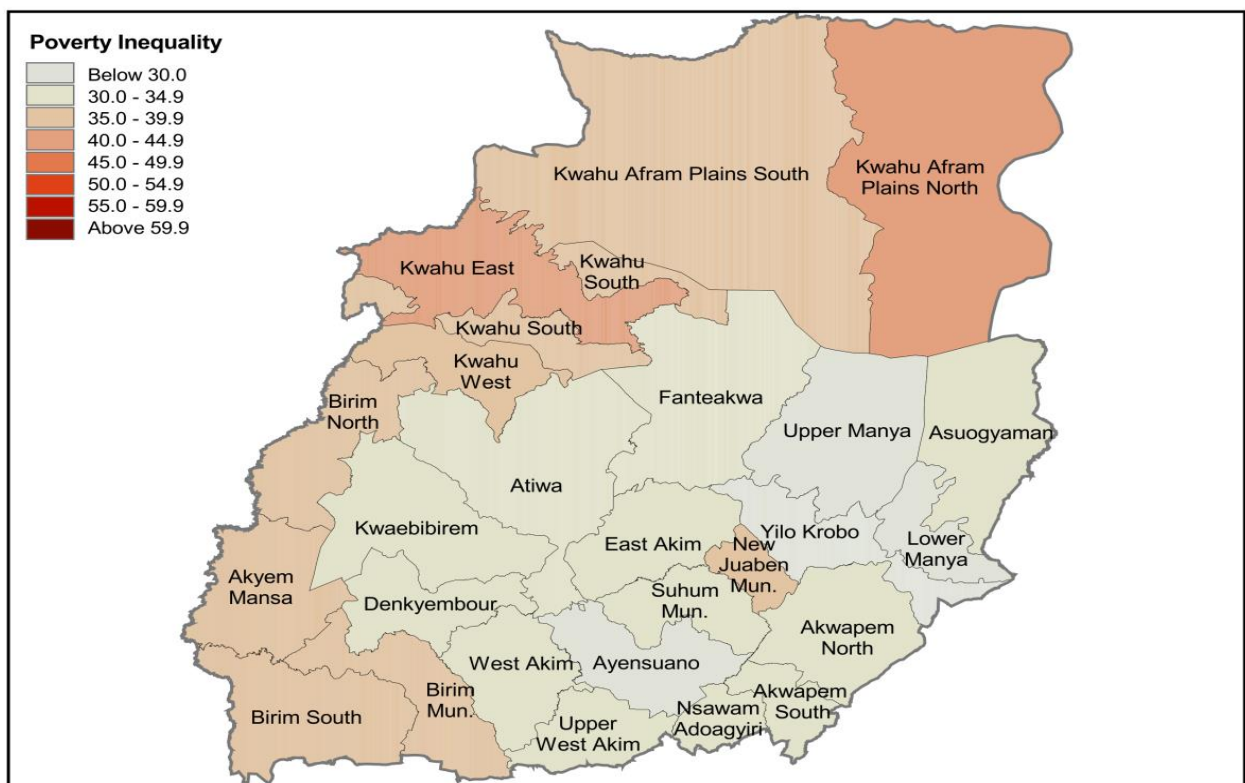 Poverty Inequality
Below 30.0
30.0 - 34.9
35.0 - 39.9
40.0 - 44.9
45.0 - 49.9
50.0 - 54.9
55.0 - 59.9
Above 59.9
Kwahu Afram Plains South
Kwahu Afram
Plains North
Kwahu East
Kwahu
South
Kwahu South
Kwahu
West
Birim
North
Fanteakwa
Upper Manya
Asuogyaman
Atiwa
Kwaebibirem
East Akim
New
Juaben
Mun.
Yilo Krobo
Lower
Manya
Akyem
Mansa
Denkyembour
Suhum
Mun.
Akwapem
North
West Akim
Ayensuano
Birim South
Birim
Mun.
Upper
West Akim
Nsawam
Adoagyiri
Akwapem
South